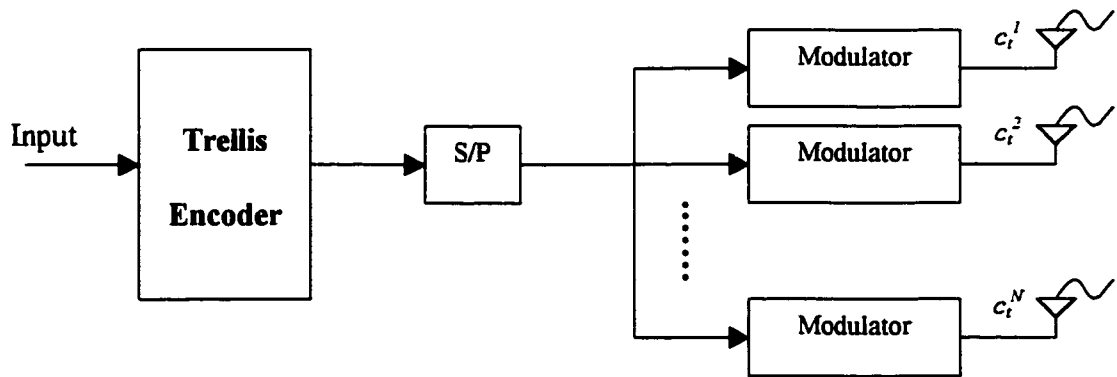 Input
Trellis
Encoder
S/P
Modulator
c_t^1
Modulator
c_t^2
Modulator
c_t^N